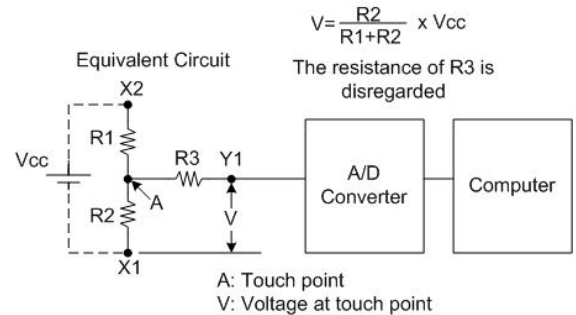 V= R2 / R1+R2 x Vcc
Equivalent Circuit
The resistance of R3 is
disregarded
X2
R1
Vcc
R3
Y1
A
R2
V
X1
A/D
Converter
Computer
A: Touch point
V: Voltage at touch point